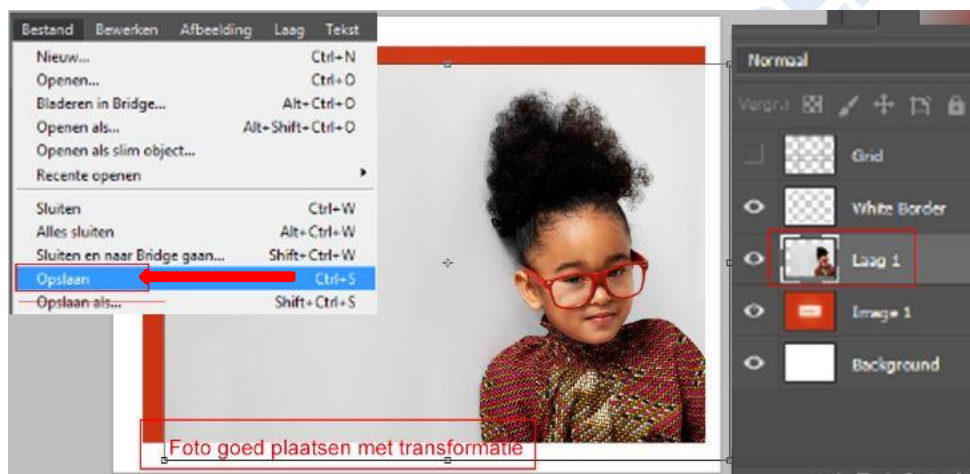 Bestand Bewerken Afbeelding Laag Tekst
Nieuw... Ctrl+N
Openen... Ctrl+O
Bladeren in Bridge... Alt+Ctrl+O
Openen als... Alt+Shift+Ctrl+O
Openen als slim object...
Recente openen
Sluiten Ctrl+W
Alles sluiten Alt+Ctrl+W
Sluiten en naar Bridge gaan... Shift+Ctrl+W
Opslaan Ctrl+S
Opslaan als... Shift+Ctrl+S
Foto goed plaatsen met transformatie
Normaal
Vergr.:
Grid
White Border
Laag 1
Image 1
Background